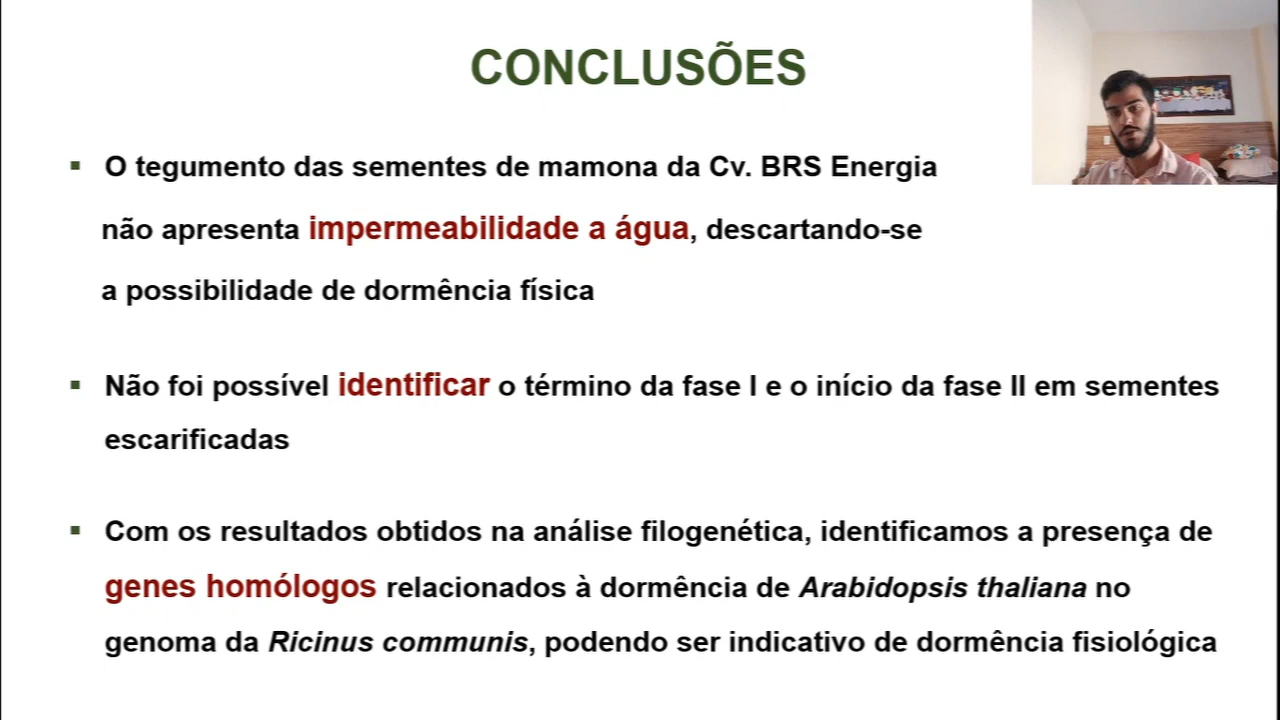 CONCLUSÕES
O tegumento das sementes de mamona da Cv. BRS Energia
não apresenta impermeabilidade a água, descartando-se
a possibilidade de dormência física
Não foi possível identificar o término da fase I e o início da fase II em sementes
escarificadas
Com os resultados obtidos na análise filogenética, identificamos a presença de
genes homólogos relacionados à dormência de Arabidopsis thaliana no
genoma da Ricinus communis, podendo ser indicativo de dormência fisiológica